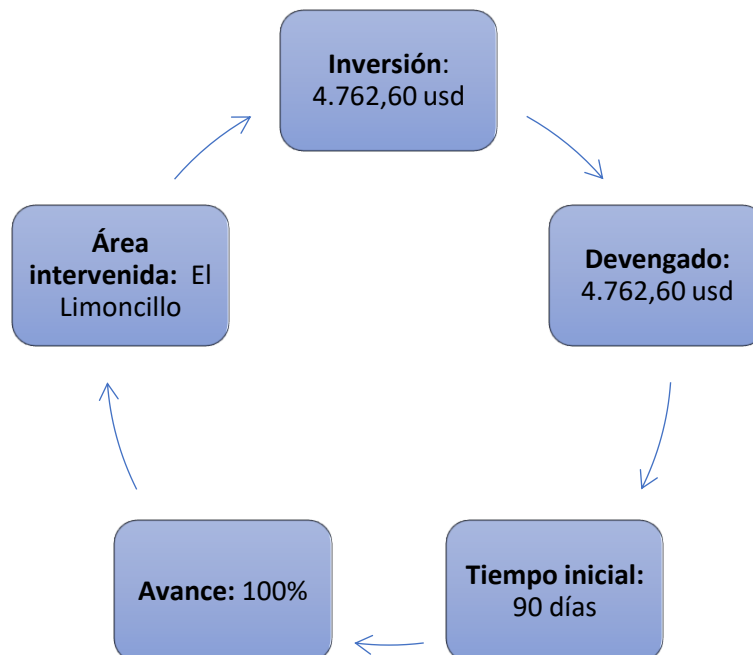 Inversión:
4.762,60 usd
Devengado:
4.762,60 usd
Tiempo inicial:
90 días
Avance: 100%
Área
intervenida: El
Limoncillo